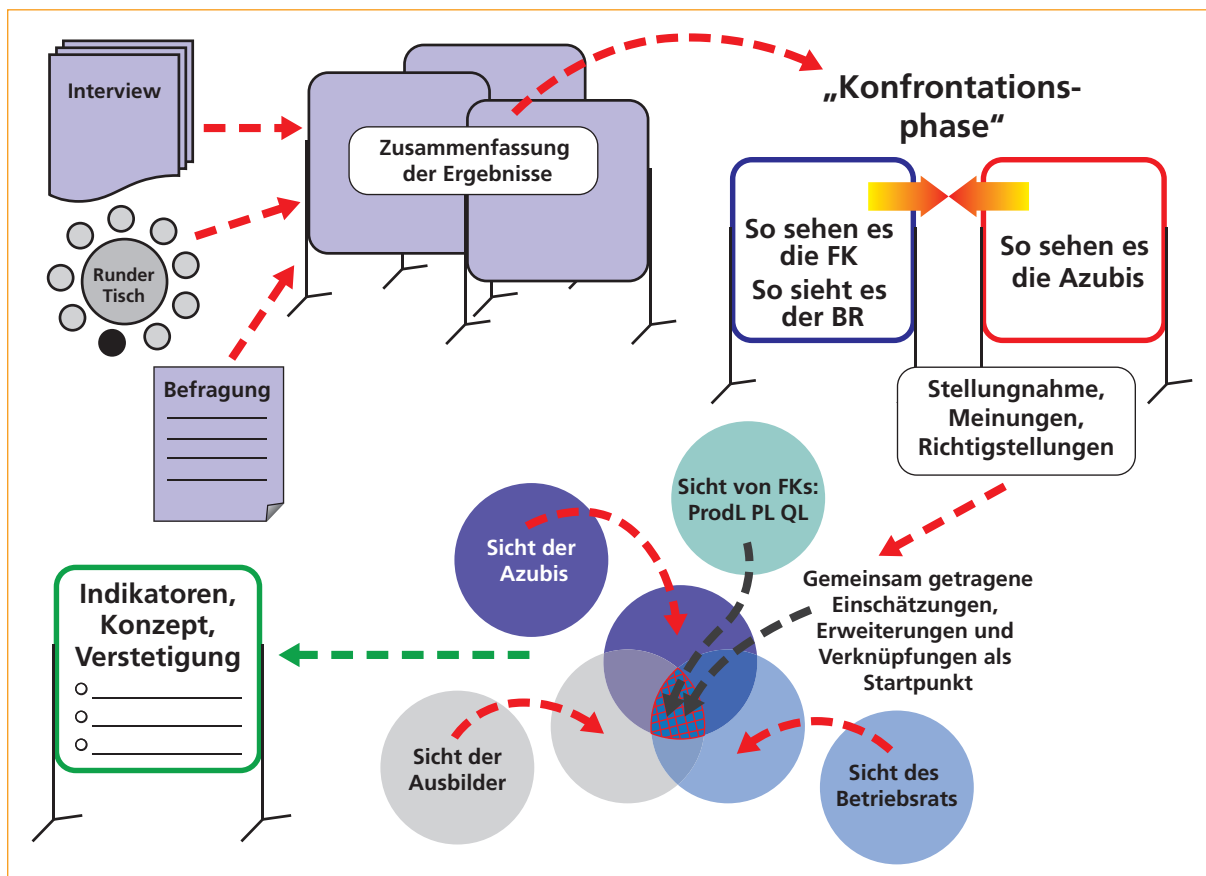 Interview
Runder
Tisch
Befragung
Zusammenfassung
der Ergebnisse
„Konfrontations-
phase“
So sehen es
die FK
So sieht es
der BR
So sehen es
die Azubis
Stellungnahme,
Meinungen,
Richtigstellungen
Sicht von FKs:
ProdL PL QL
Sicht der
Azubis
Gemeinsam getragene
Einschätzungen,
Erweiterungen und
Verknüpfungen als
Startpunkt
Indikatoren,
Konzept,
Verstetigung
Sicht der
Ausbilder
Sicht des
Betriebsrats